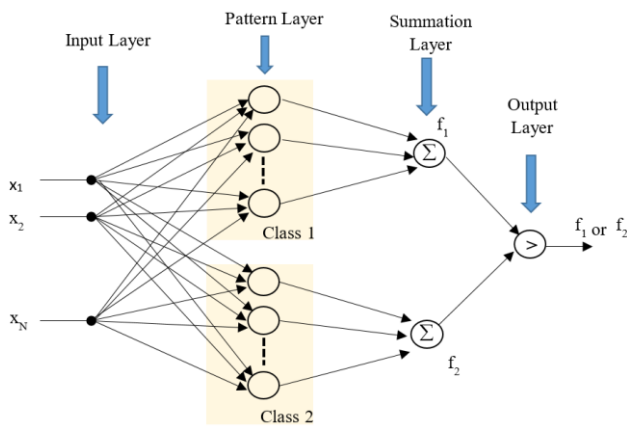 Input Layer
Pattern Layer
Summation
Layer
Output
Layer
f₁
Σ
x₁
x₂
Class 1
>
f₁ or f₂
x_N
Σ
f₂
Class 2